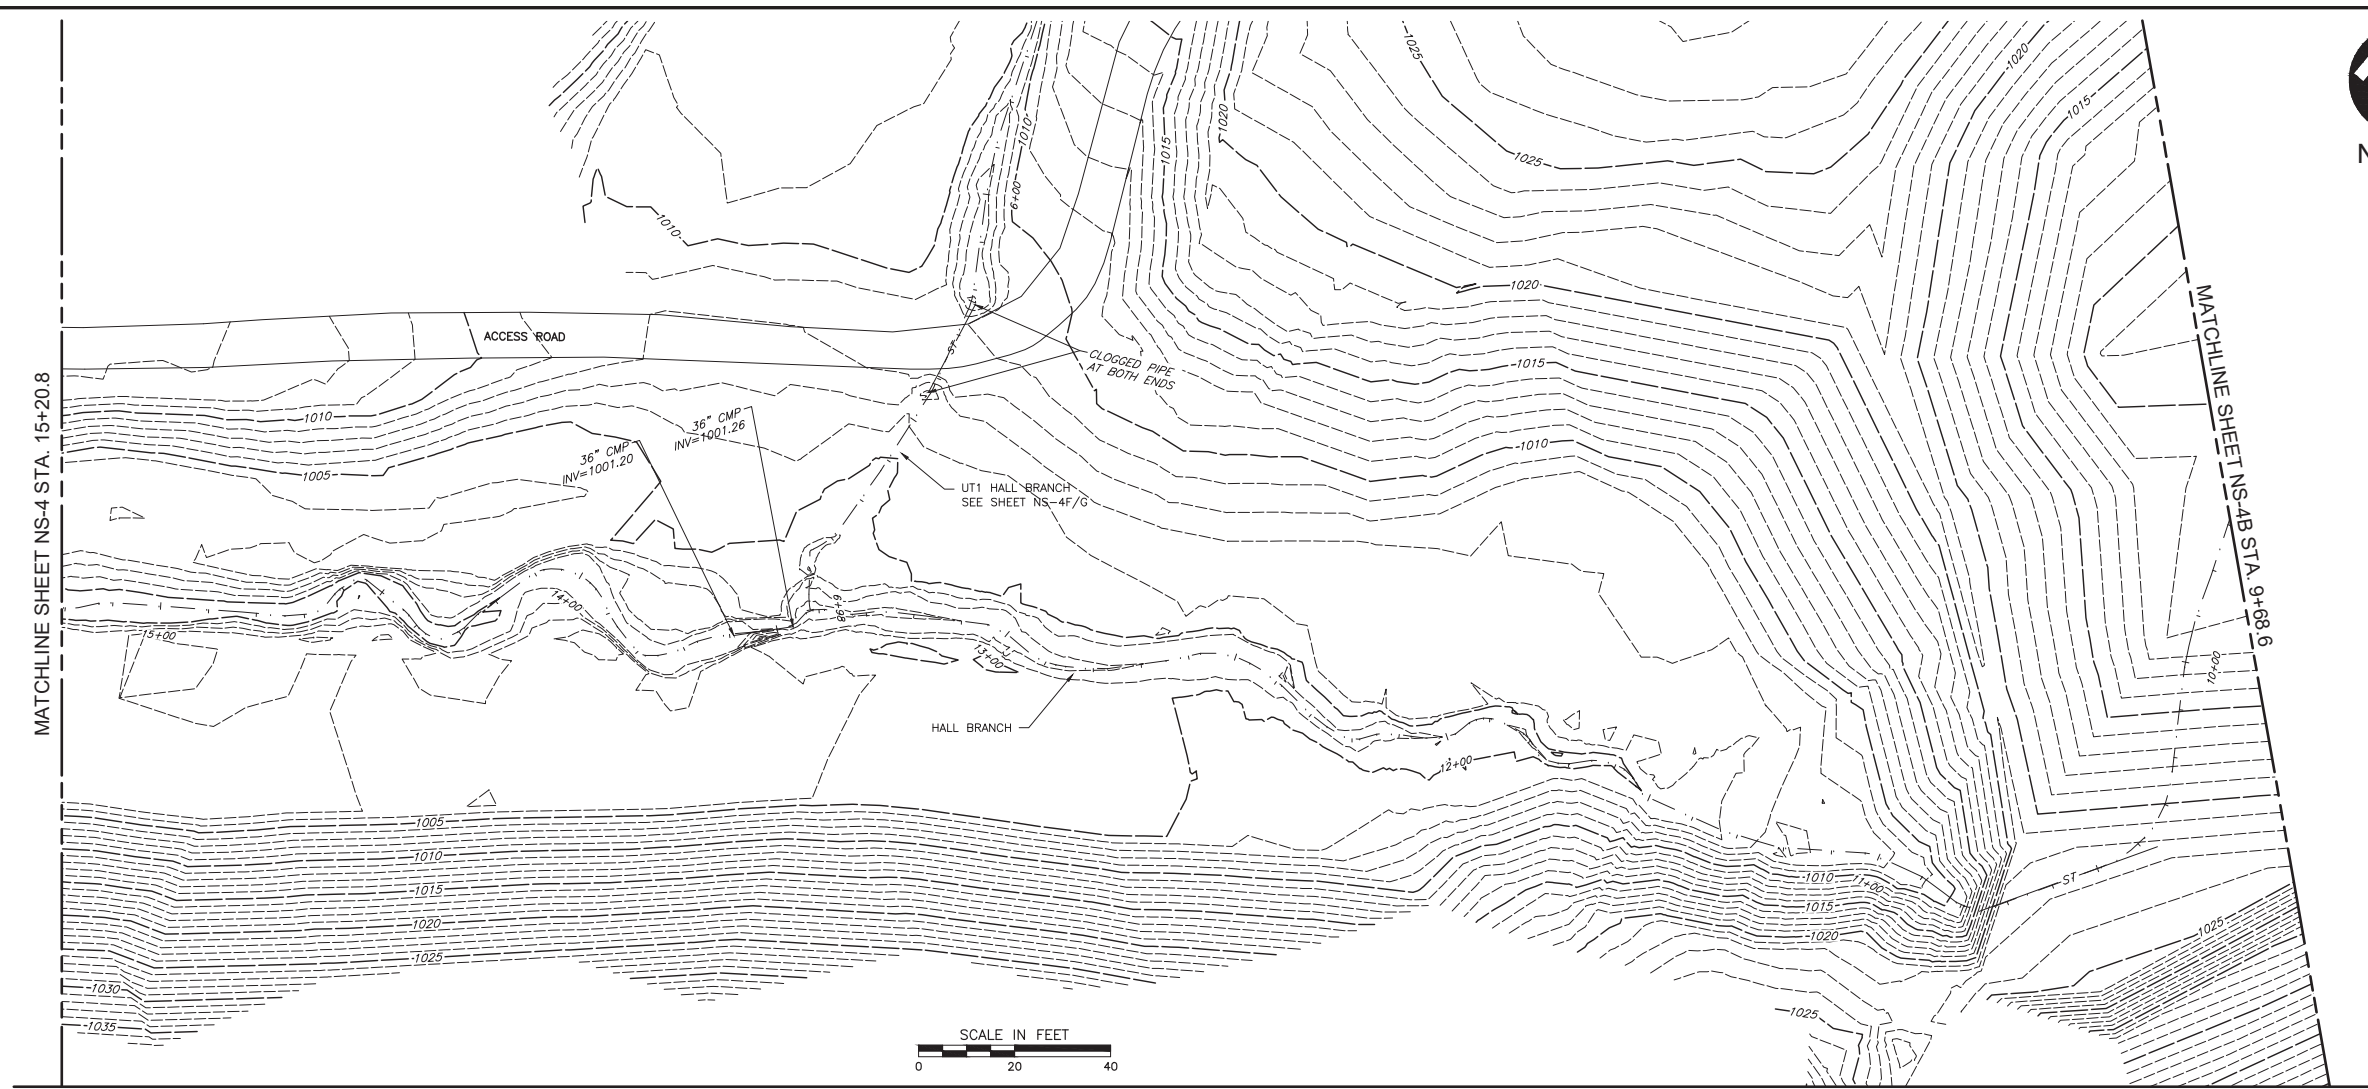 1025
1020
1015
1020
1010
1015
1025
6+00
1010
1020
MATCHLINE SHEET NS-4B STA. 9+68.6
N
MATCHLINE SHEET NS-4 STA. 15+20.8
ACCESS ROAD
ST
CLOGGED PIPE
AT BOTH ENDS
1015
1010
36" CMP
INV=1001.26
36" CMP
INV=1001.20
1010
1005
UT1 HALL BRANCH
SEE SHEET NS-4F/G
14+00
6+98
15+00
13+00
10+00
HALL BRANCH
12+00
1005
1010
1015
1020
1025
1030
1035
1010
11+00
ST
1015
1020
1025
1025
SCALE IN FEET
0 20 40